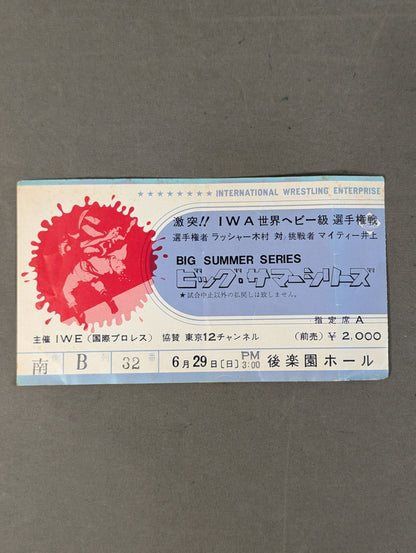 ★★★★★★★★ INTERNATIONAL WRESTLING ENTERPRISE
激突!! IWA世界ヘビー級 選手権戦
選手権者 ラッシャー木村 対 挑戦者 マイティー井上
BIG SUMMER SERIES
ビッグ・サマーシリーズ
★試合中止以外の払戻しは致しません。
指定席A
主催 IWE(国際プロレス) 協賛 東京12チャンネル (前売) ¥2,000
南 B 32 番 6月29日(日) PM 3:00 後楽園ホール